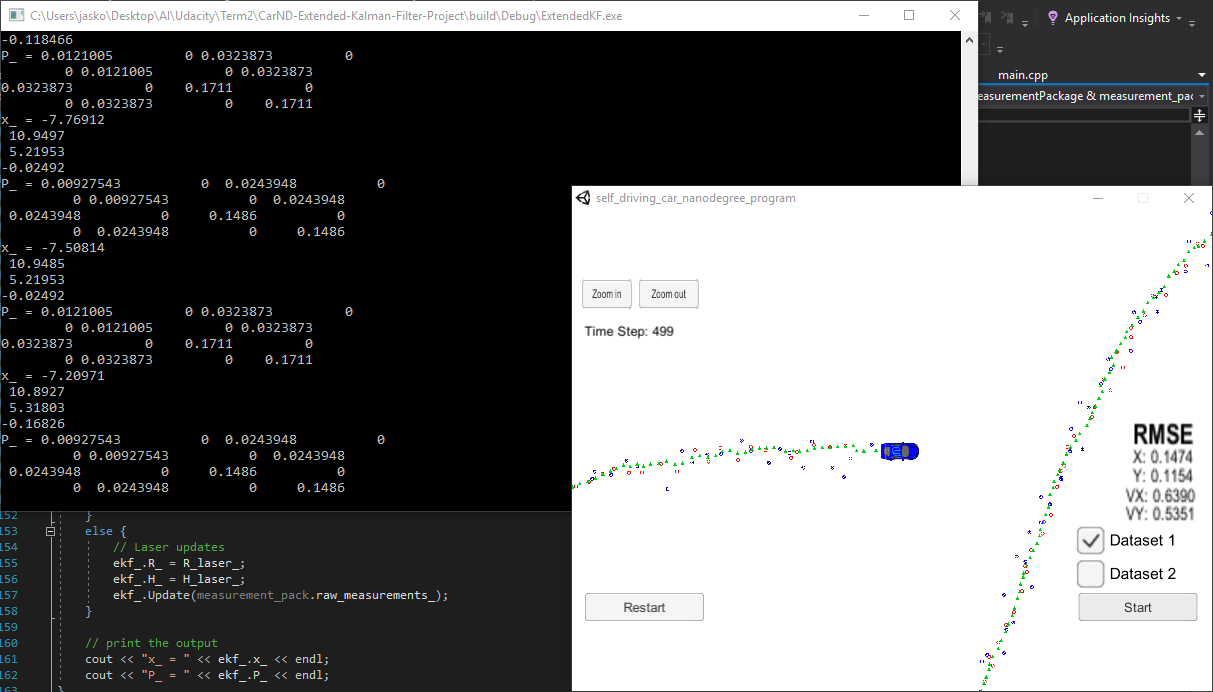 C:\Users\jasko\Desktop\AI\Udacity\Term2\CarND-Extended-Kalman-Filter-Project\build\Debug\ExtendedKF.exe
Application Insights
main.cpp
easurementPackage & measurement_pac
-0.118466
P_ = 0.0121005 0 0.0323873 0
0 0.0121005 0 0.0323873
0.0323873 0 0.1711 0
0 0.0323873 0 0.1711
x_ = -7.76912
10.9497
5.21953
-0.02492
P_ = 0.00927543 0 0.0243948 0
0 0.00927543 0 0.0243948
0.0243948 0 0.1486 0
0 0.0243948 0 0.1486
x_ = -7.50814
10.9485
5.21953
-0.02492
P_ = 0.0121005 0 0.0323873 0
0 0.0121005 0 0.0323873
0.0323873 0 0.1711 0
0 0.0323873 0 0.1711
x_ = -7.20971
10.8927
5.31803
-0.16826
P_ = 0.00927543 0 0.0243948 0
0 0.00927543 0 0.0243948
0.0243948 0 0.1486 0
0 0.0243948 0 0.1486
152 }
153 else {
154 // Laser updates
155 ekf_.R_ = R_laser_;
156 ekf_.H_ = H_laser_;
157 ekf_.Update(measurement_pack.raw_measurements_);
158 }
159
160 // print the output
161 cout << "x_ = " << ekf_.x_ << endl;
162 cout << "P_ = " << ekf_.P_ << endl;
163 }
self_driving_car_nanodegree_program
Zoom in Zoom out
Time Step: 499
RMSE
X: 0.1474
Y: 0.1154
VX: 0.6390
VY: 0.5351
Dataset 1
Dataset 2
Restart
Start